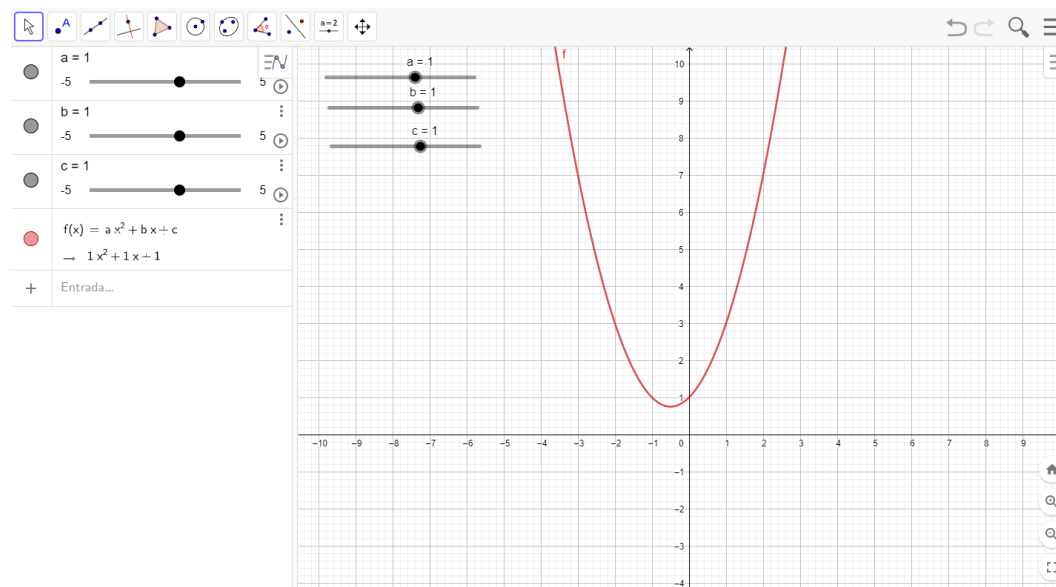 A
a=2
a = 1
-5
5
b = 1
-5
5
c = 1
-5
5
f(x) = a x² + b x + c
→ 1 x² + 1 x + 1
+ Entrada...
f
a = 1
b = 1
c = 1
10
9
8
7
6
5
4
3
2
1
−10 −9 −8 −7 −6 −5 −4 −3 −2 −1 0 1 2 3 4 5 6 7 8 9
−1
−2
−3
−4